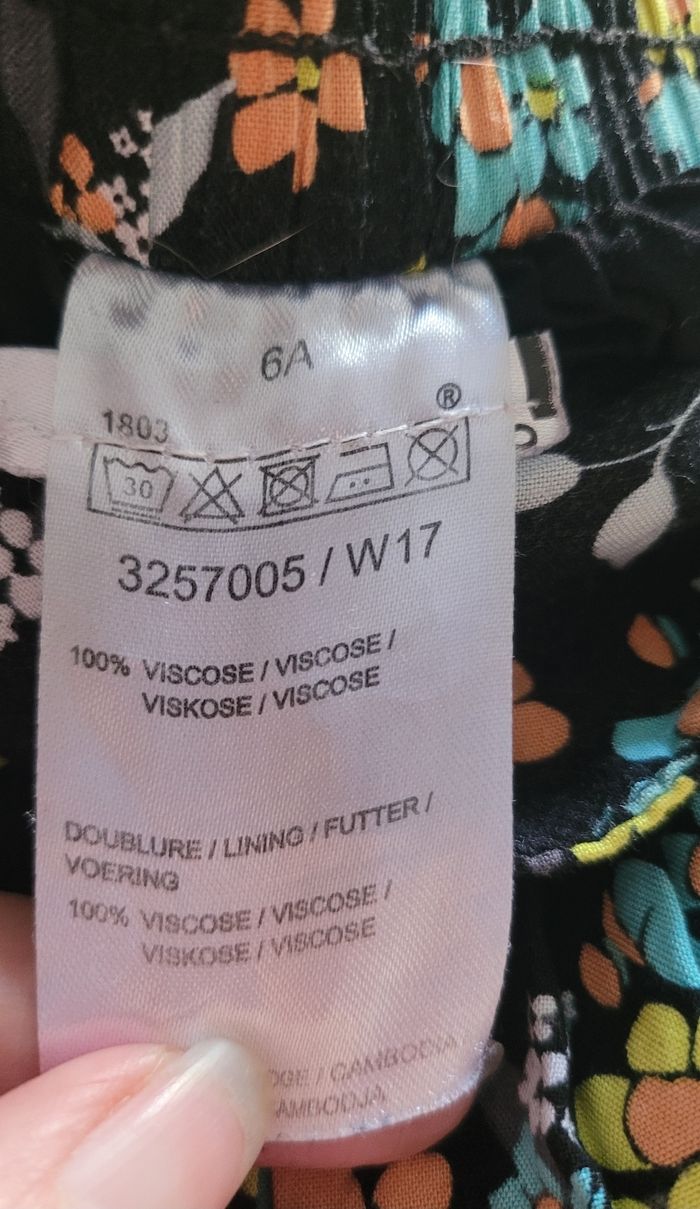 6A
®
1803
30
3257005 / W17
100% VISCOSE / VISCOSE /
VISKOSE / VISCOSE
DOUBLURE / LINING / FUTTER /
VOERING
100% VISCOSE / VISCOSE /
VISKOSE / VISCOSE
/ CAMBODIA